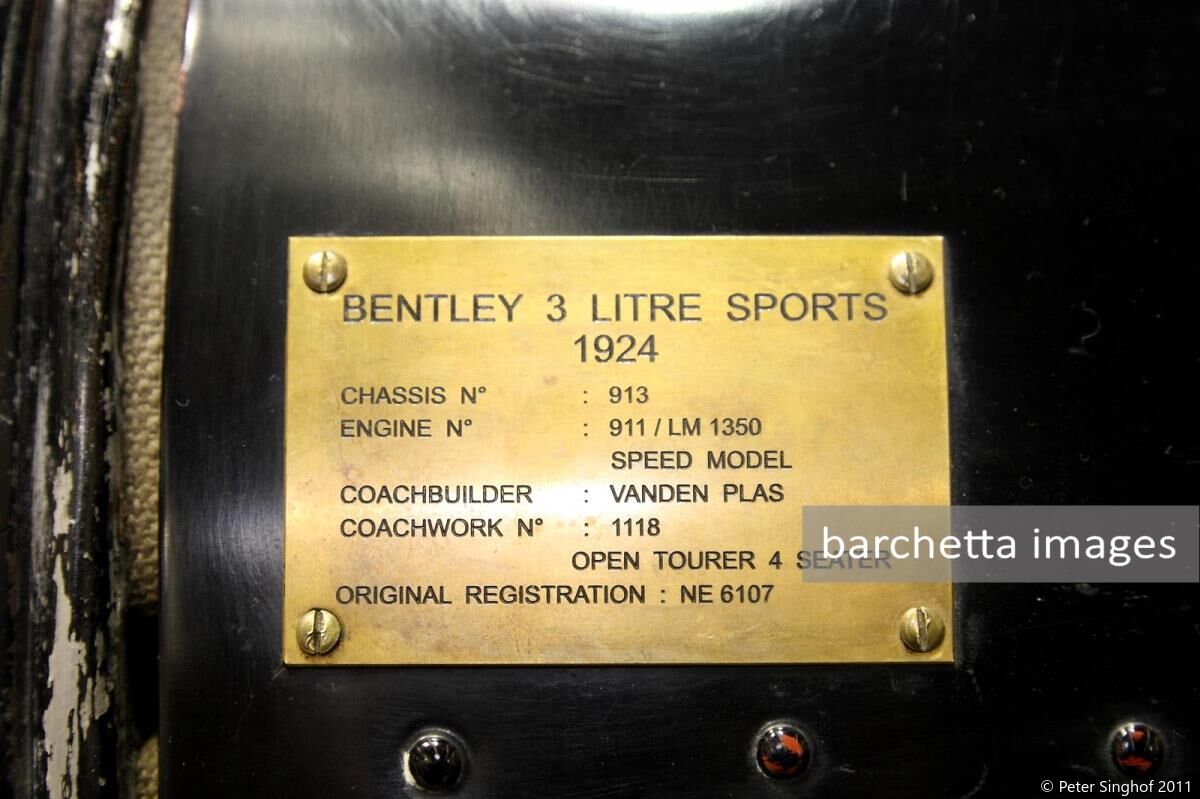 BENTLEY 3 LITRE SPORTS
1924
CHASSIS N° : 913
ENGINE N° : 911 / LM 1350
SPEED MODEL
COACHBUILDER : VANDEN PLAS
COACHWORK N° : 1118
barchetta images
OPEN TOURER 4 SEATER
ORIGINAL REGISTRATION : NE 6107
© Peter Singhof 2011